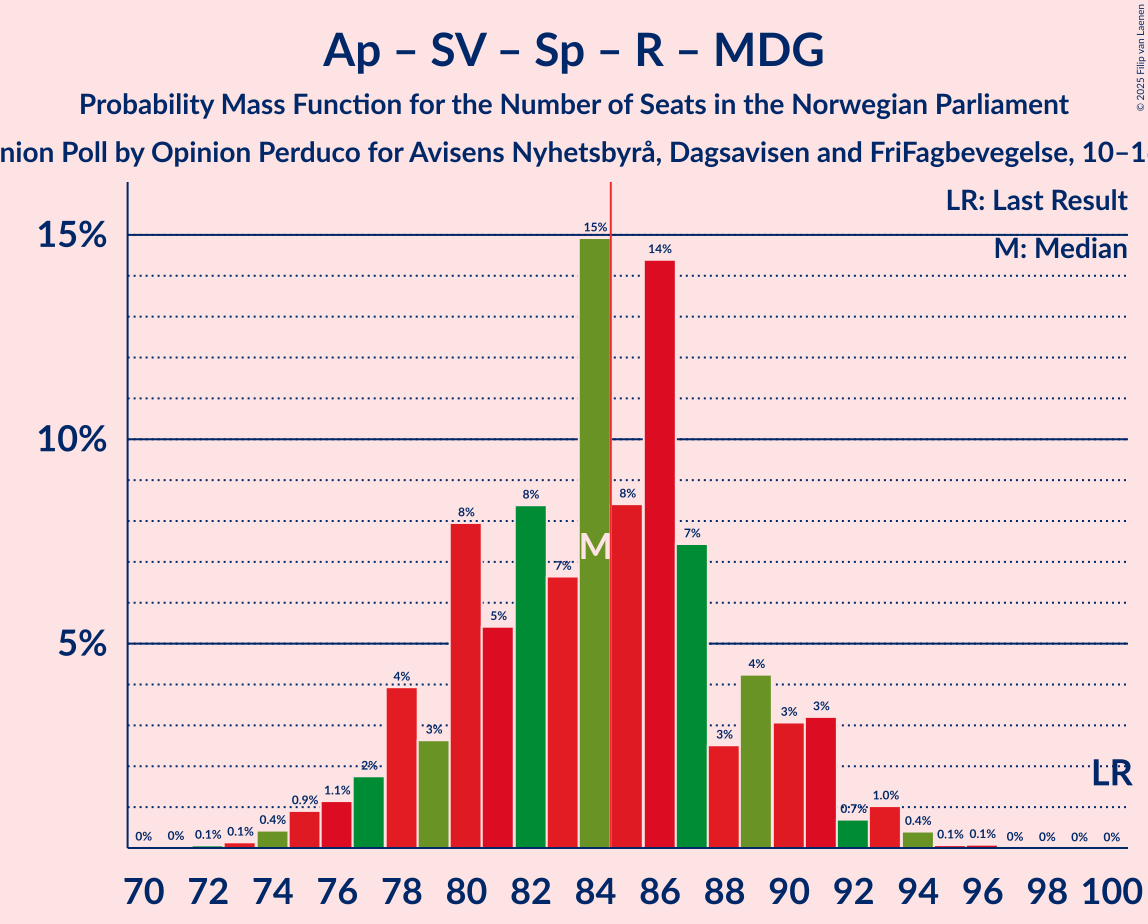 Ap – SV – Sp – R – MDG
Probability Mass Function for the Number of Seats in the Norwegian Parliament
nion Poll by Opinion Perduco for Avisens Nyhetsbyrå, Dagsavisen and FriFagbevegelse, 10–1
© 2025 Filip van Laenen
LR: Last Result
M: Median
15%
10%
5%
0% 0% 0.1% 0.1% 0.4% 0.9% 1.1% 2% 4% 3% 8% 5% 8% 7% 15% 8% 14% 7% 3% 4% 3% 3% 0.7% 1.0% 0.4% 0.1% 0.1% 0% 0% 0% 0%
M
LR
70 72 74 76 78 80 82 84 86 88 90 92 94 96 98 100